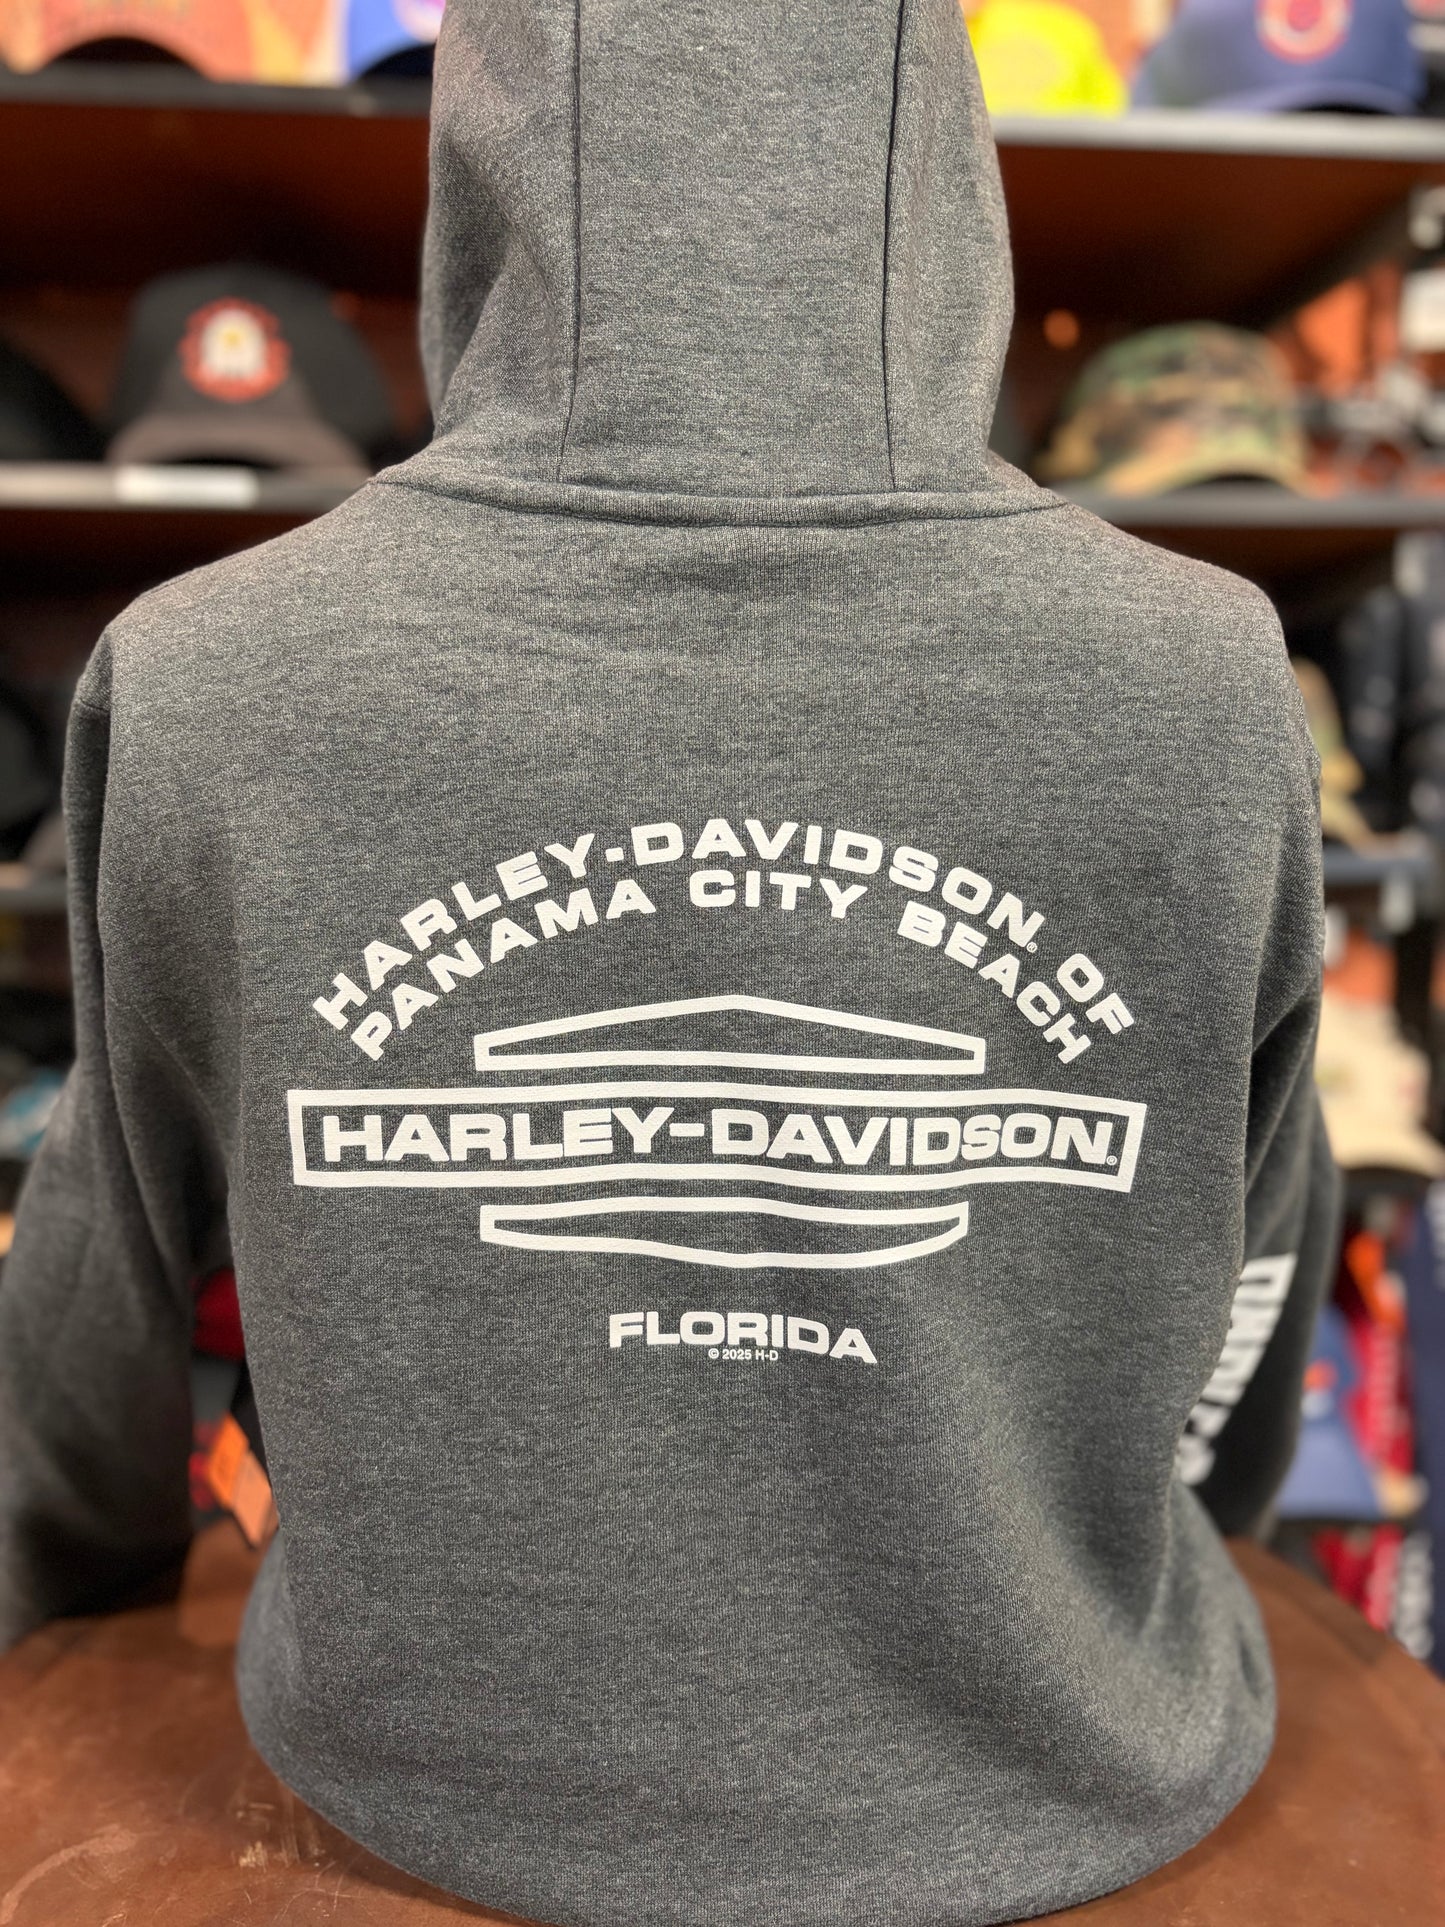 HARLEY-DAVIDSON® OF
PANAMA CITY BEACH
HARLEY-DAVIDSON®
FLORIDA
© 2025 H-D